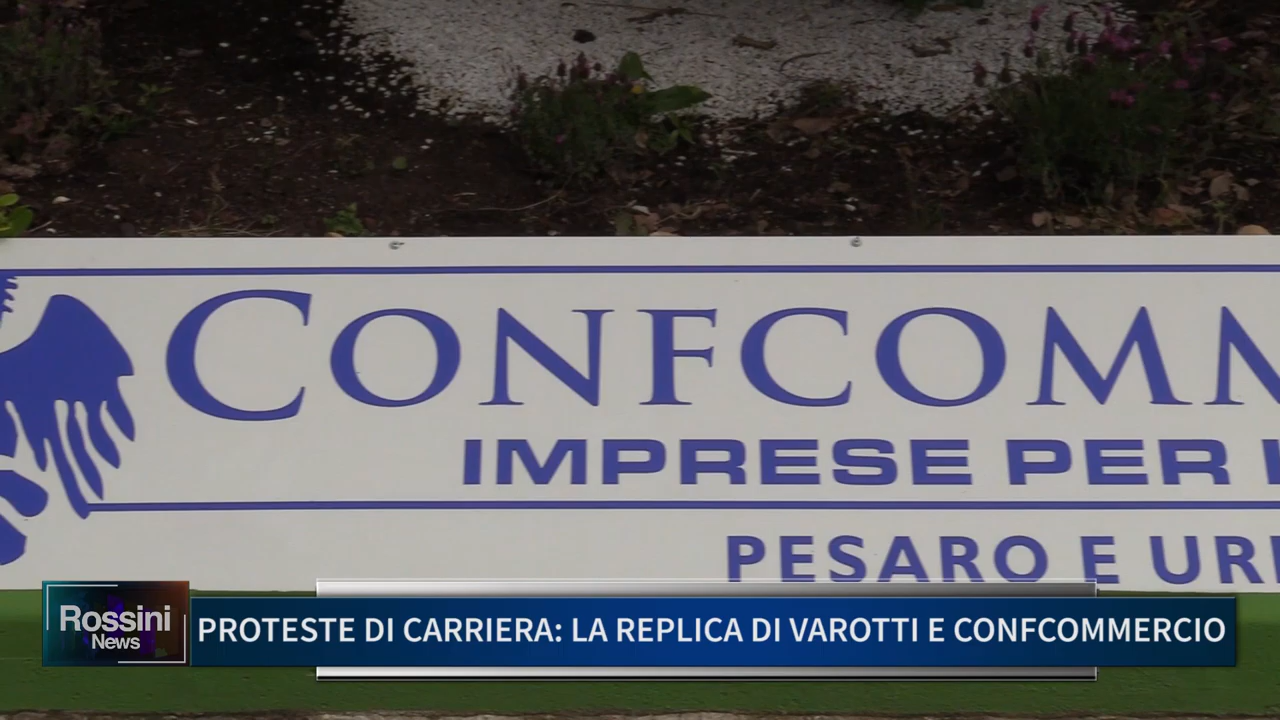 CONFCOMM
IMPRESE PER
PESARO E UR
Rossini
News
PROTESTE DI CARRIERA: LA REPLICA DI VAROTTI E CONFCOMMERCIO